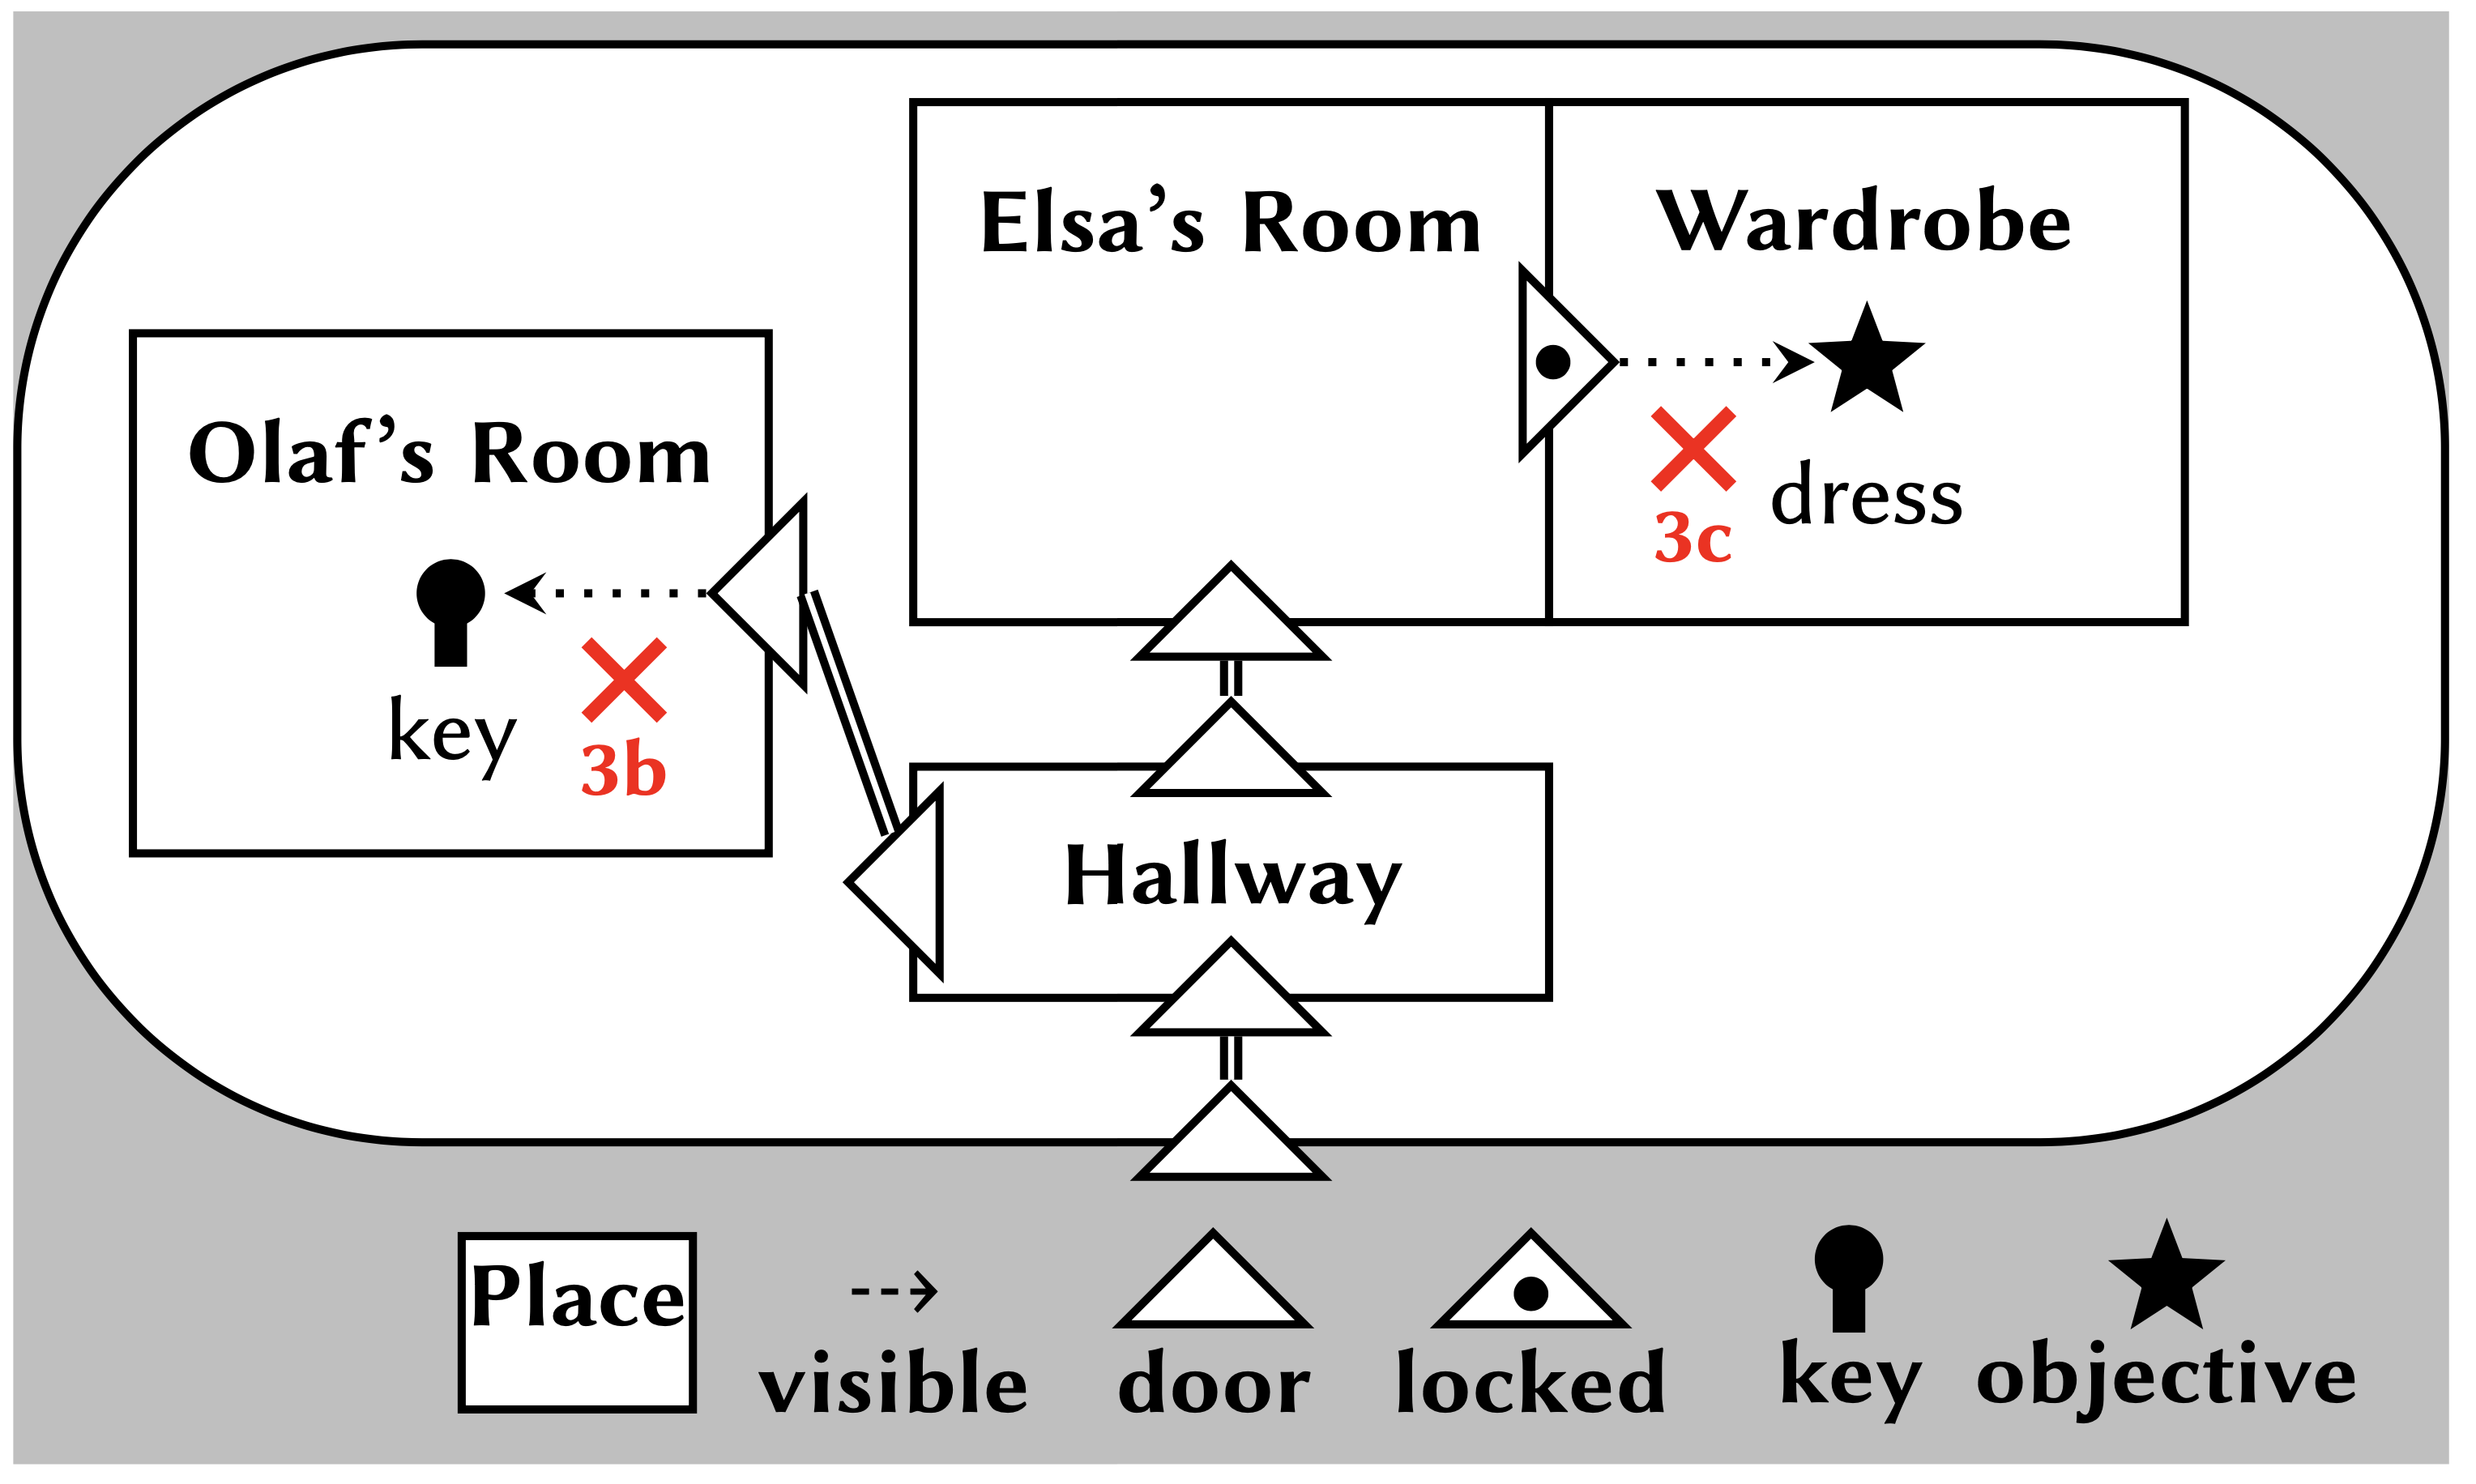 Elsa’s Room
Wardrobe
Olaf’s Room
3c
dress
key
3b
Hallway
Place
visible
door
locked
key
objective